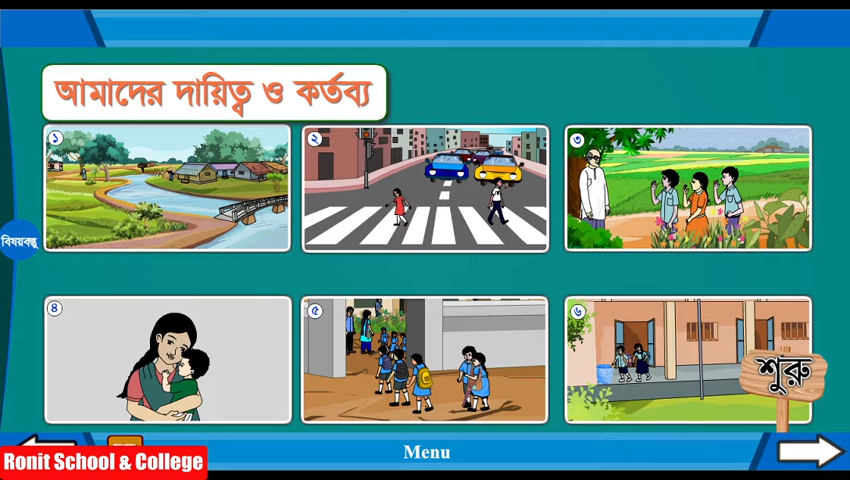 আমাদের দায়িত্ব ও কর্তব্য
১
২
৩
বিষয়বস্তু
৪
৫
৬
শুরু
Menu
Ronit School & College